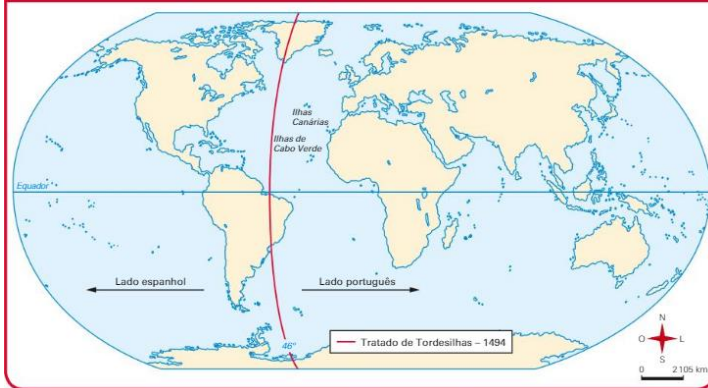 Ilhas
Canárias
Ilhas de
Cabo Verde
Equador
Lado espanhol
Lado português
46°
Tratado de Tordesilhas – 1494
N
O
L
S
0
2 105 km